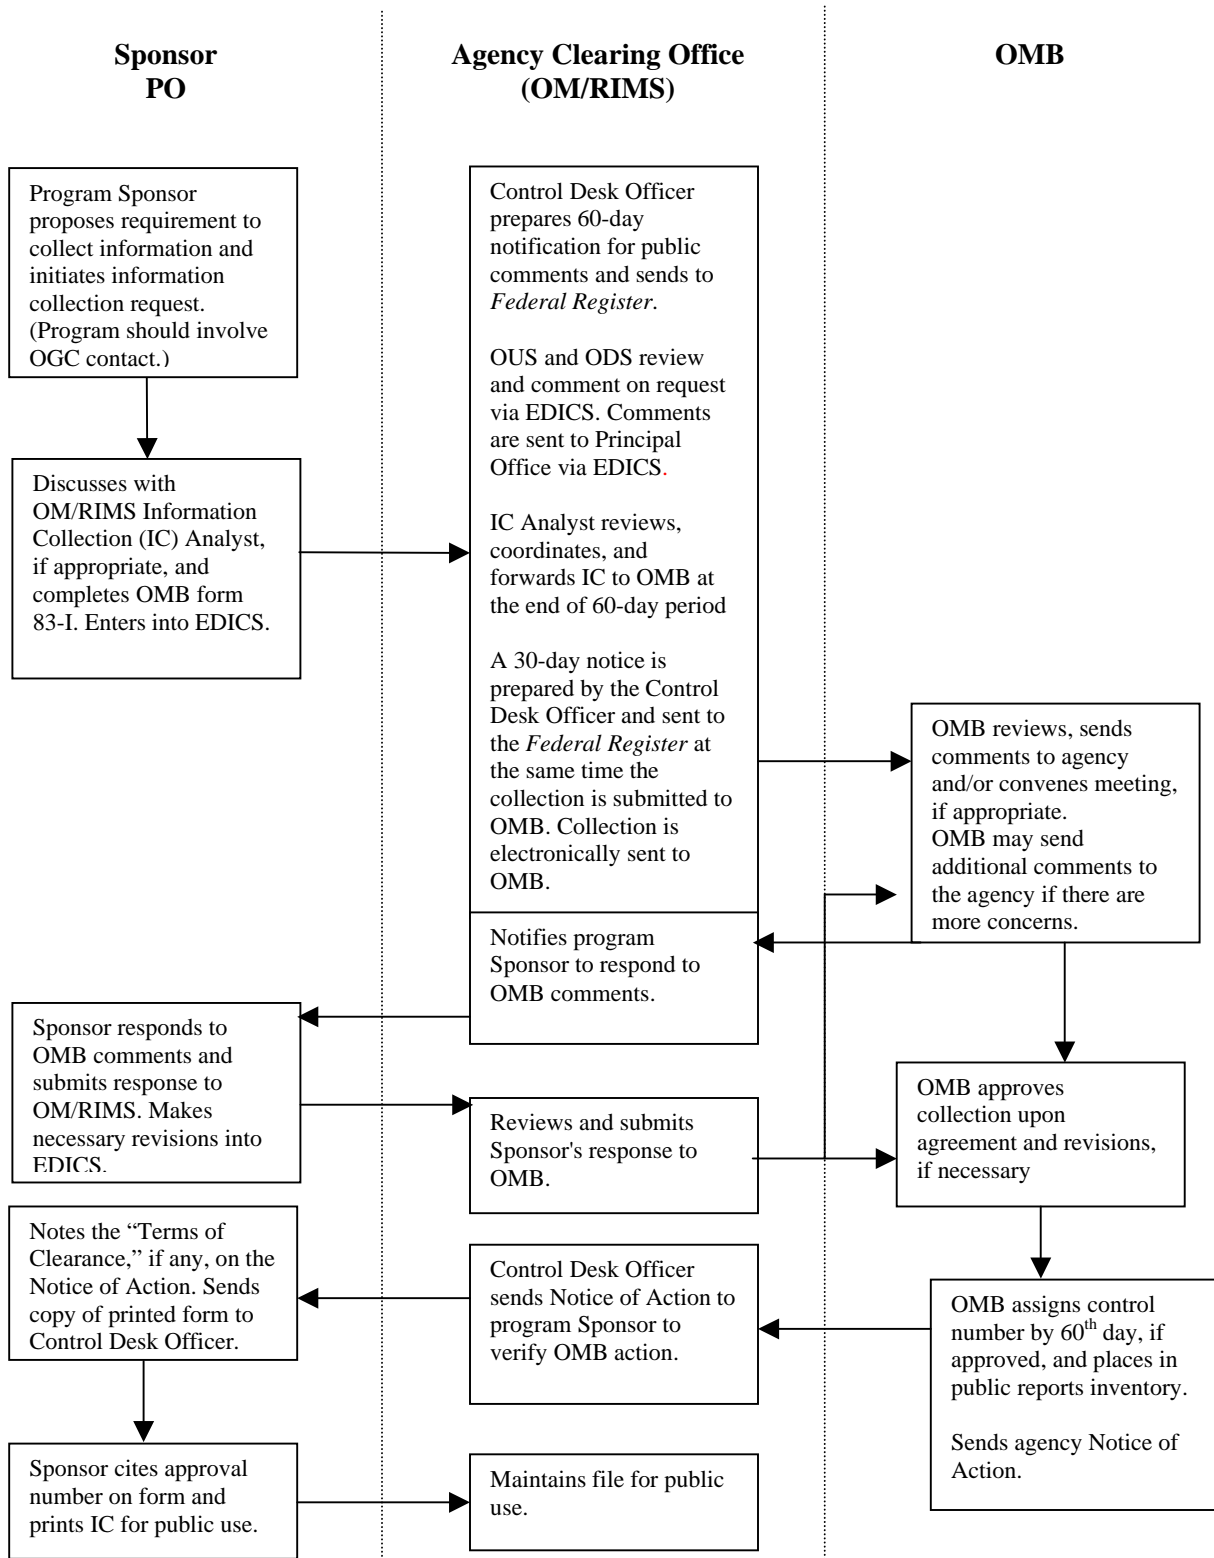 Sponsor
PO
Agency Clearing Office
(OM/RIMS)
OMB
Program Sponsor
proposes requirement to
collect information and
initiates information
collection request.
(Program should involve
OGC contact.)
Discusses with
OM/RIMS Information
Collection (IC) Analyst,
if appropriate, and
completes OMB form
83-I. Enters into EDICS.
Control Desk Officer
prepares 60-day
notification for public
comments and sends to
Federal Register.
OUS and ODS review
and comment on request
via EDICS. Comments
are sent to Principal
Office via EDICS.
IC Analyst reviews,
coordinates, and
forwards IC to OMB at
the end of 60-day period
A 30-day notice is
prepared by the Control
Desk Officer and sent to
the Federal Register at
the same time the
collection is submitted to
OMB. Collection is
electronically sent to
OMB.
OMB reviews, sends
comments to agency
and/or convenes meeting,
if appropriate.
OMB may send
additional comments to
the agency if there are
more concerns.
Notifies program
Sponsor to respond to
OMB comments.
Sponsor responds to
OMB comments and
submits response to
OM/RIMS. Makes
necessary revisions into
EDICS.
Reviews and submits
Sponsor's response to
OMB.
OMB approves
collection upon
agreement and revisions,
if necessary
OMB assigns control
number by 60th day, if
approved, and places in
public reports inventory.
Sends agency Notice of
Action.
Control Desk Officer
sends Notice of Action to
program Sponsor to
verify OMB action.
Notes the “Terms of
Clearance,” if any, on the
Notice of Action. Sends
copy of printed form to
Control Desk Officer.
Sponsor cites approval
number on form and
prints IC for public use.
Maintains file for public
use.